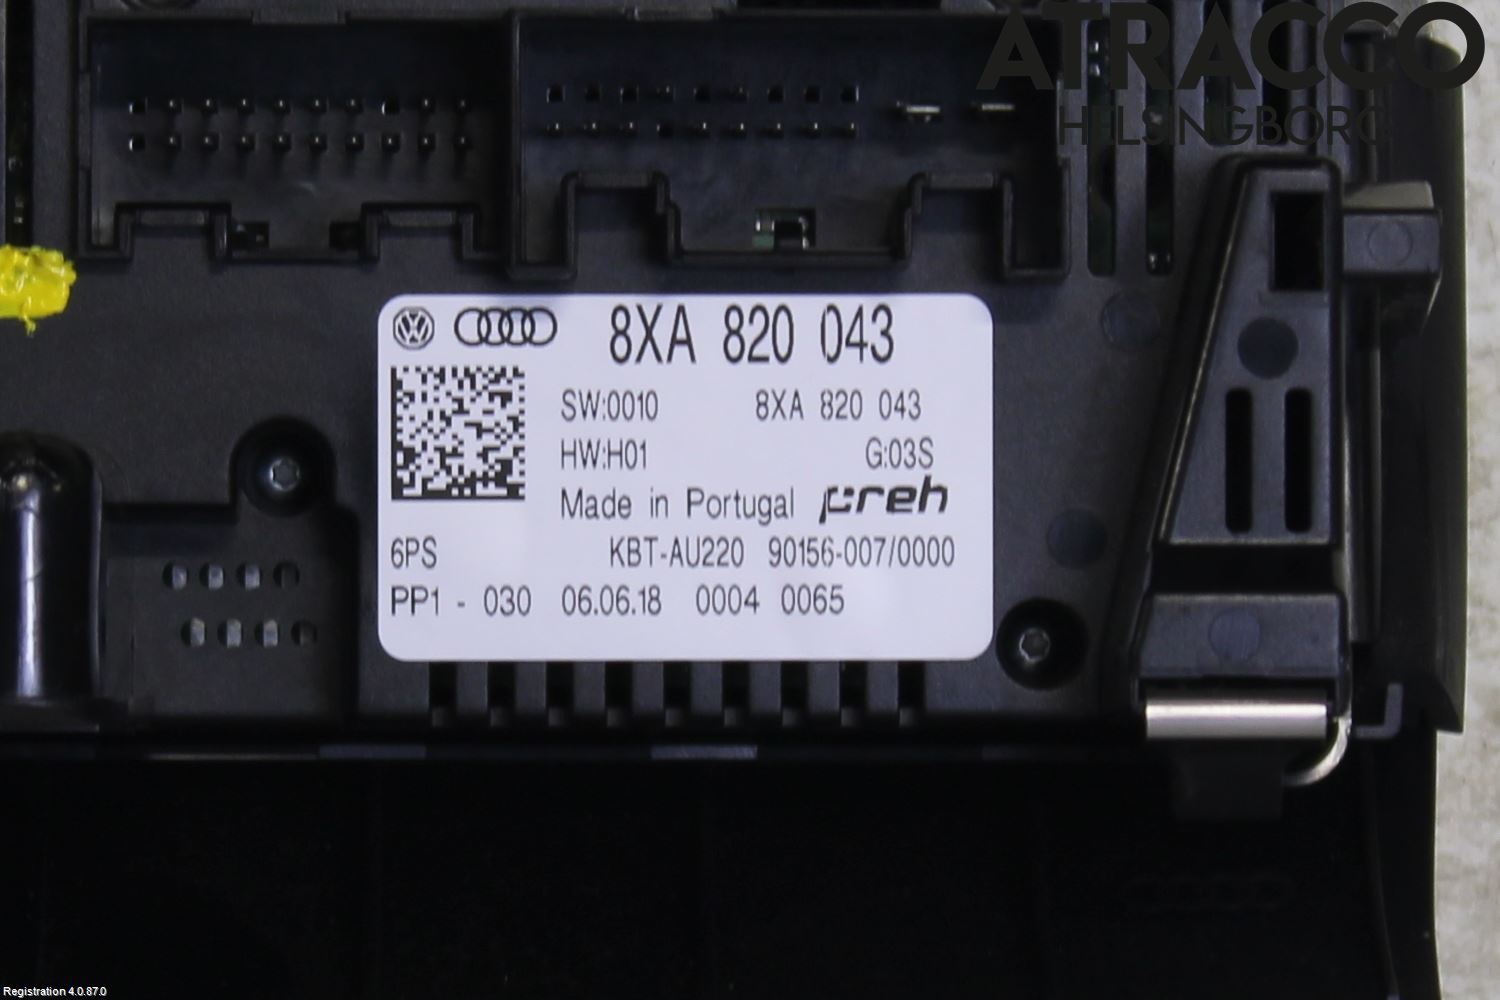 ATRACCO
HELSINGBORG
8XA 820 043
SW:0010 8XA 820 043
HW:H01 G:03S
Made in Portugal preh
6PS KBT-AU220 90156-007/0000
PP1 - 030 06.06.18 0004 0065
Registration 4.0.87.0